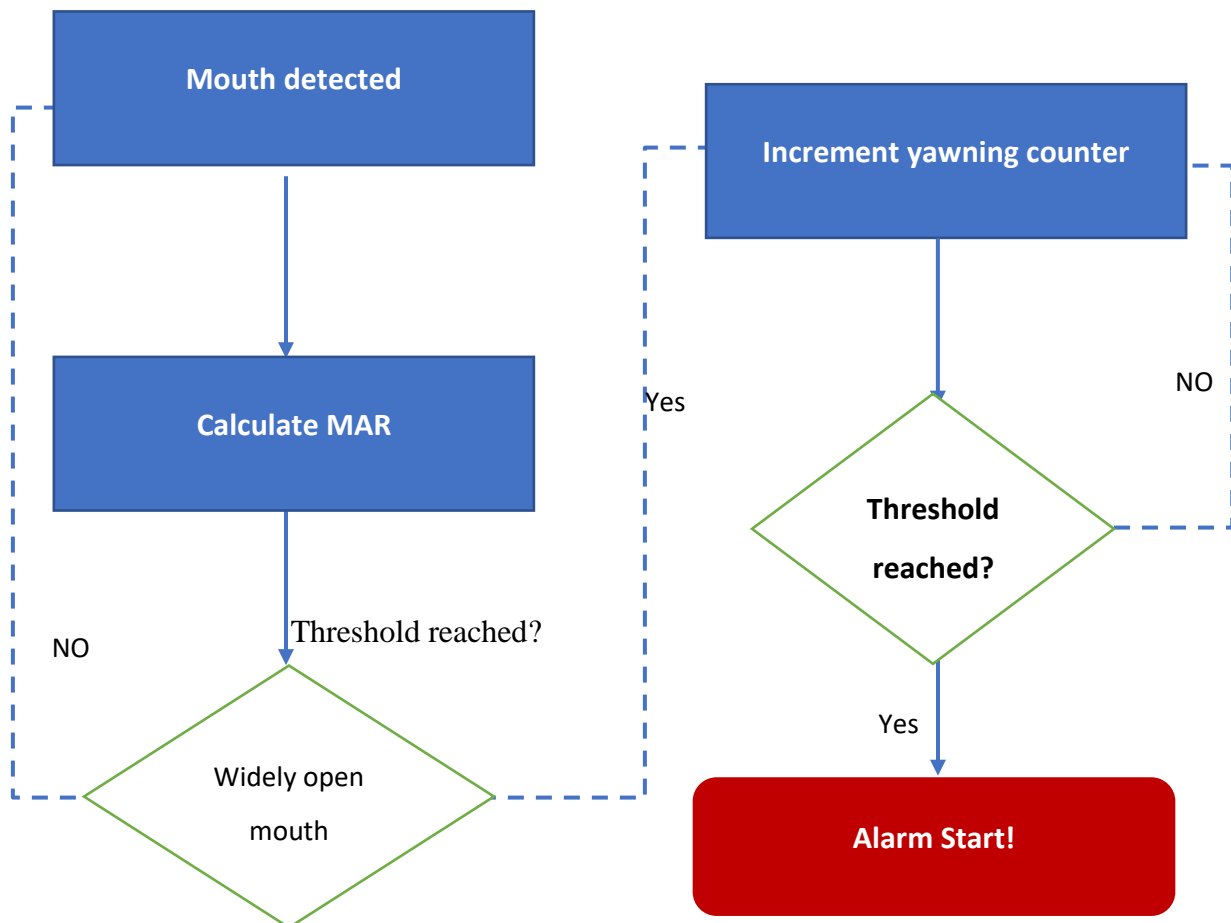 Mouth detected
Calculate MAR
Threshold reached?
NO
Widely open
mouth
Yes
Increment yawning counter
NO
Threshold
reached?
Yes
Alarm Start!